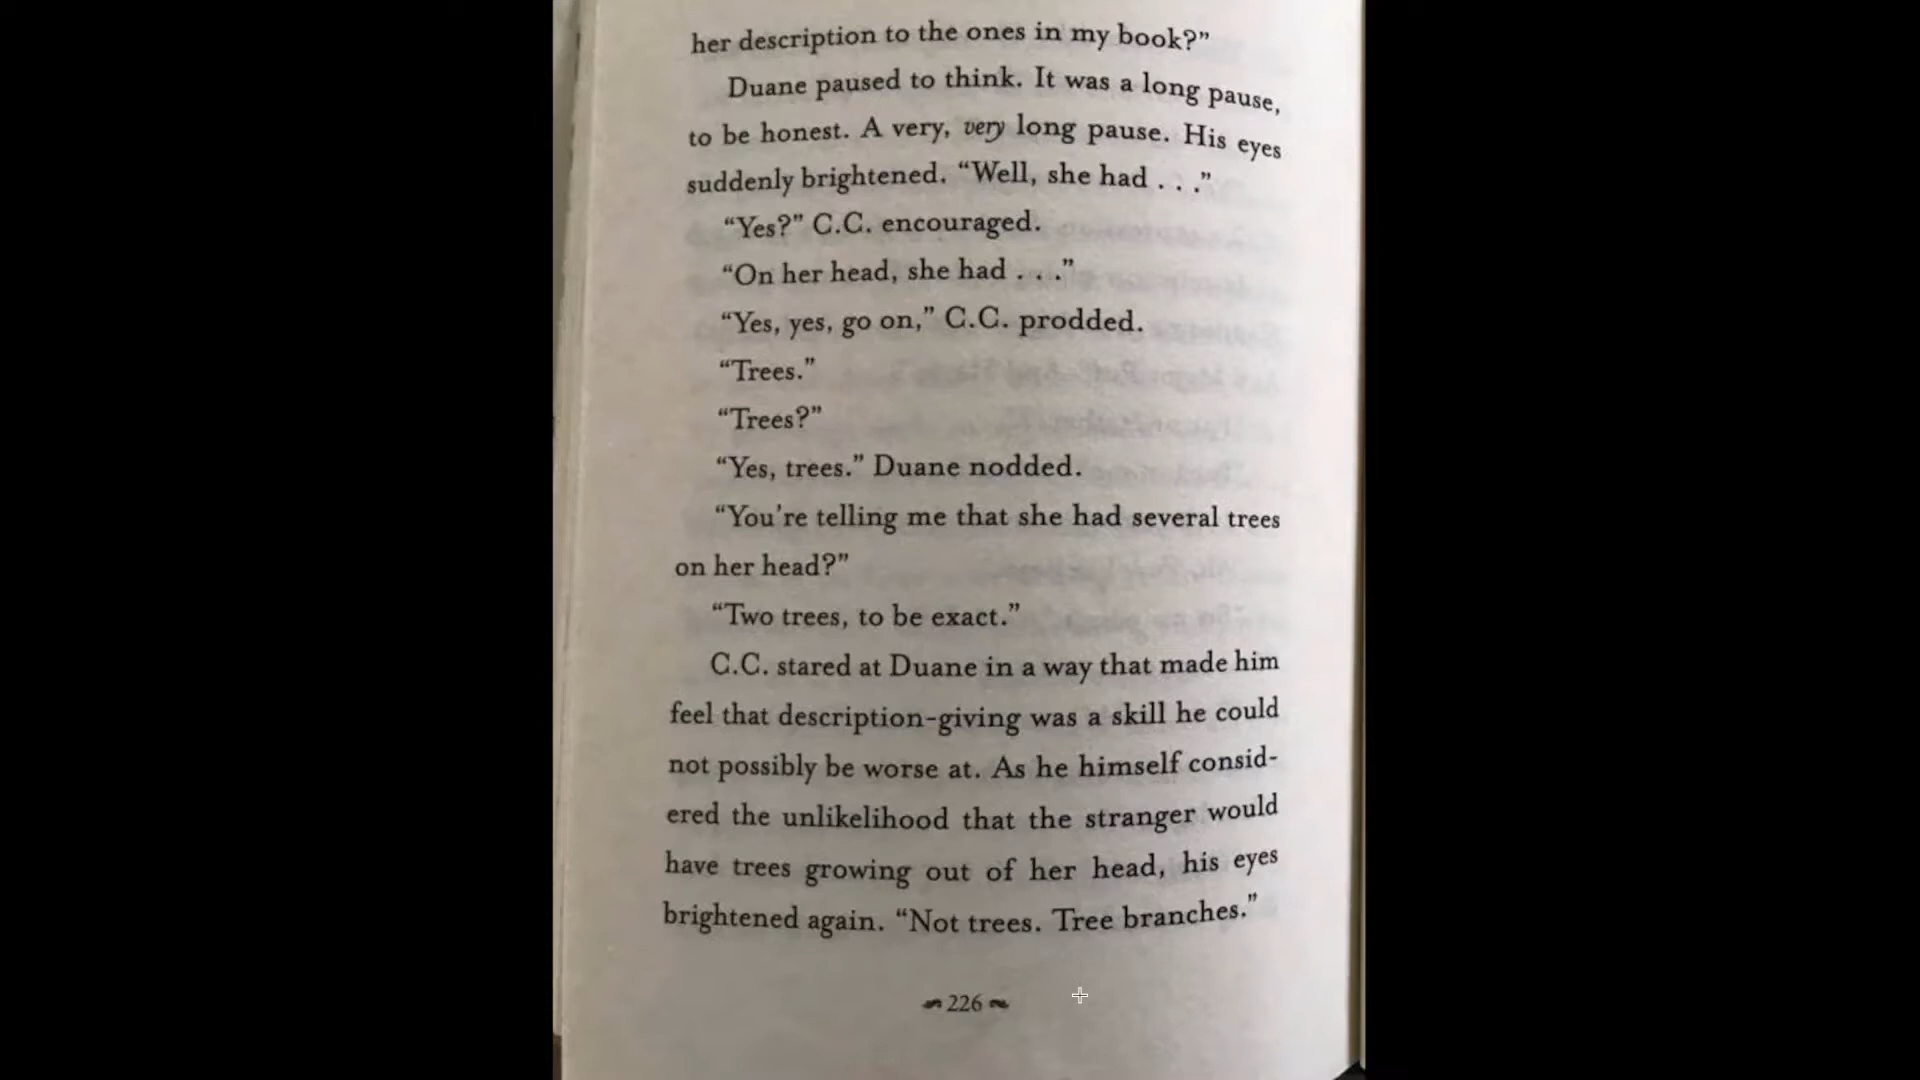 her description to the ones in my book?”
Duane paused to think. It was a long pause,
to be honest. A very, very long pause. His eyes
suddenly brightened. “Well, she had . . .”
“Yes?” C.C. encouraged.
“On her head, she had . . .”
“Yes, yes, go on,” C.C. prodded.
“Trees.”
“Trees?”
“Yes, trees.” Duane nodded.
“You’re telling me that she had several trees
on her head?”
“Two trees, to be exact.”
C.C. stared at Duane in a way that made him
feel that description-giving was a skill he could
not possibly be worse at. As he himself consid-
ered the unlikelihood that the stranger would
have trees growing out of her head, his eyes
brightened again. “Not trees. Tree branches.”
226